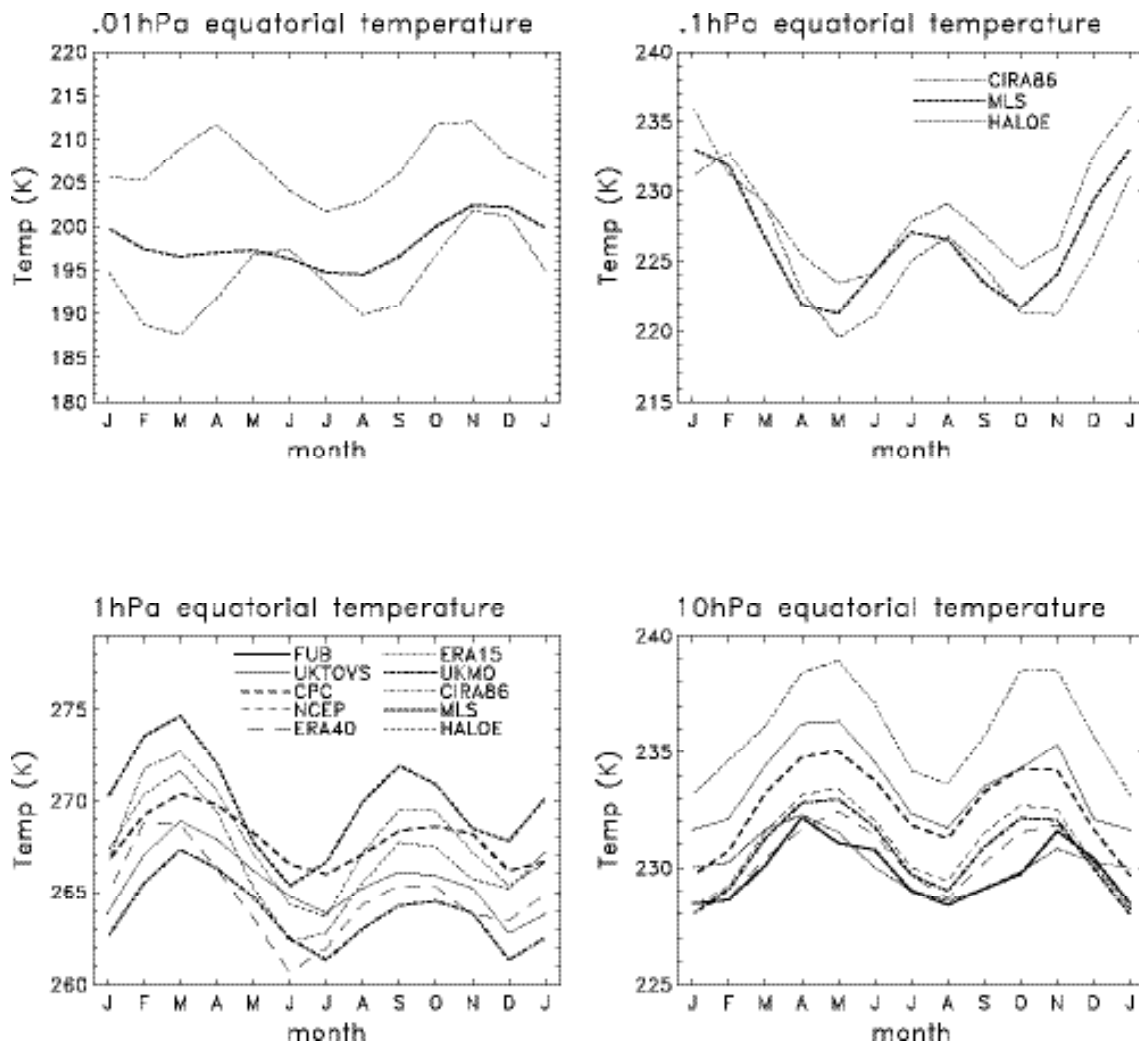 .01hPa equatorial temperature
220
215
210
205
200
195
190
185
180
Temp (K)
J F M A M J J A S O N D J
month
.1hPa equatorial temperature
240
235
230
225
220
215
Temp (K)
CIRA86
MLS
HALOE
J F M A M J J A S O N D J
month
1hPa equatorial temperature
275
270
265
260
Temp (K)
FUB
UKTOVS
CPC
NCEP
ERA40
ERA15
UKMO
CIRA86
MLS
HALOE
J F M A M J J A S O N D J
month
10hPa equatorial temperature
240
235
230
225
Temp (K)
J F M A M J J A S O N D J
month